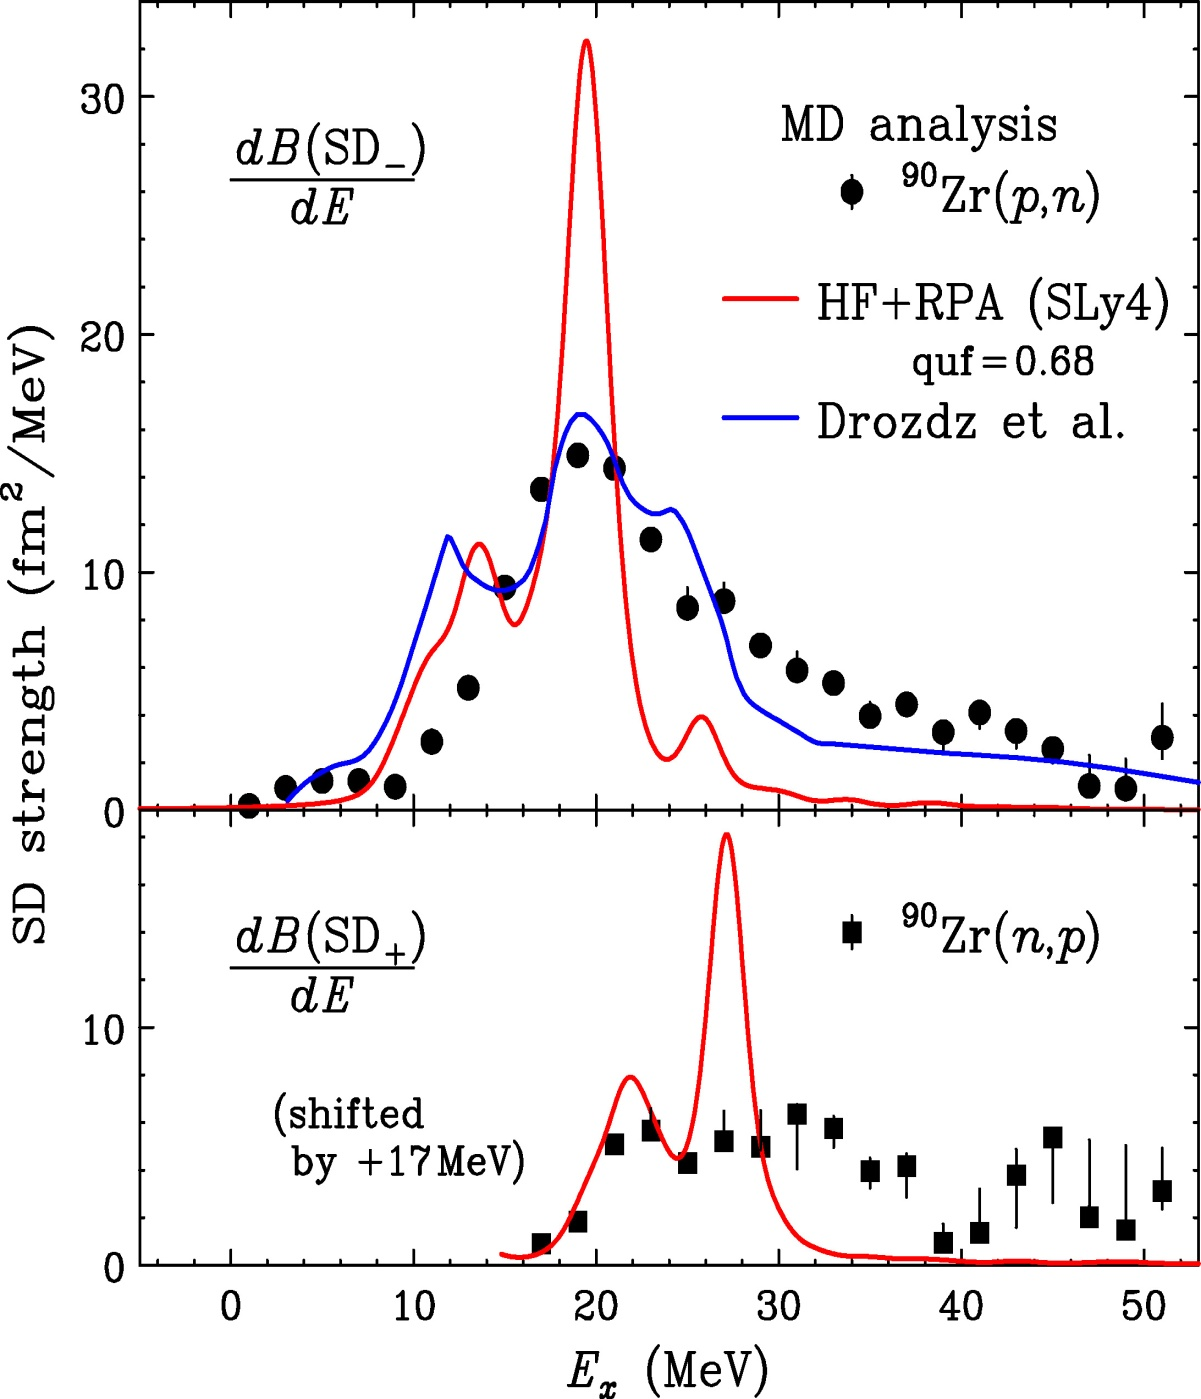 SD strength (fm²/MeV)
30
20
10
0
dB(SD₋)
dE
MD analysis
⁹⁰Zr(p,n)
HF+RPA (SLy4)
quf=0.68
Drozdz et al.
10
0
dB(SD₊)
dE
(shifted
by +17MeV)
⁹⁰Zr(n,p)
0 10 20 30 40 50
Eₓ (MeV)